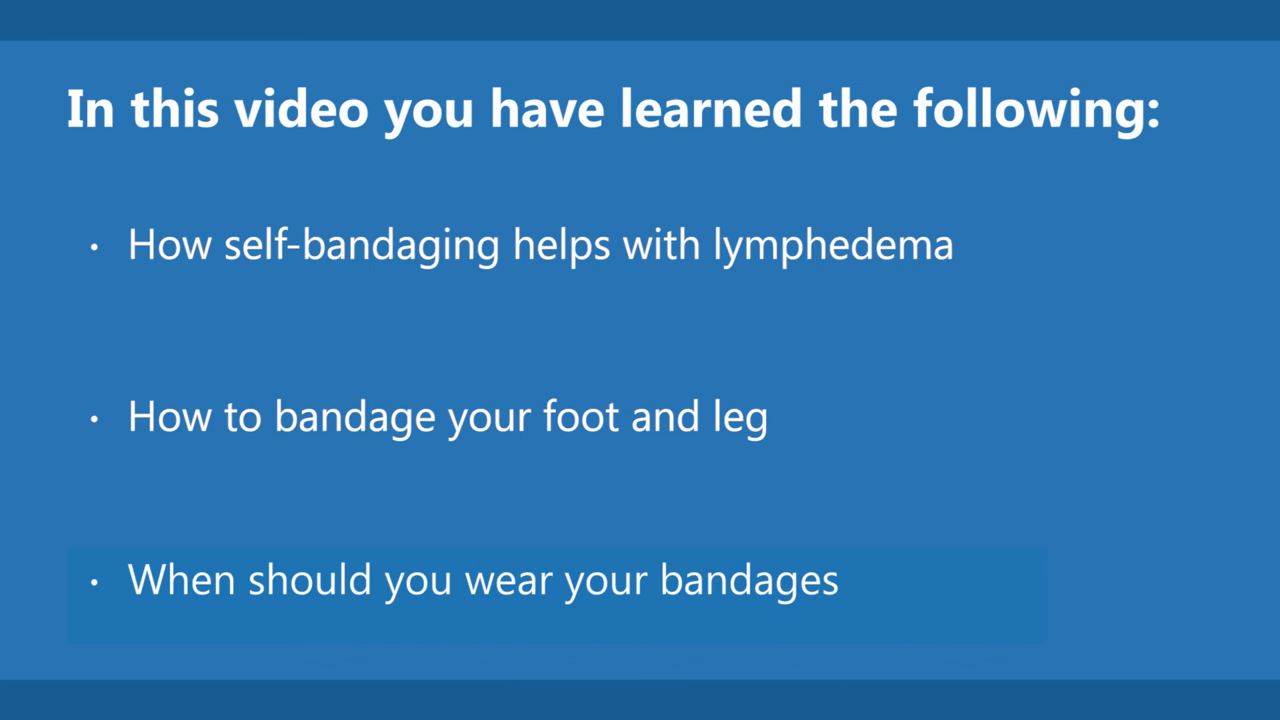 In this video you have learned the following:
· How self-bandaging helps with lymphedema
· How to bandage your foot and leg
· When should you wear your bandages